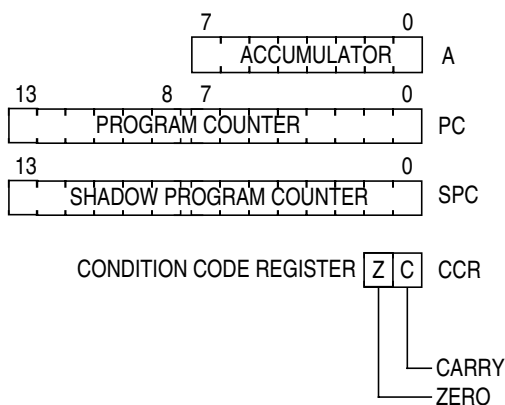 7 0
ACCUMULATOR A
13 8 7 0
PROGRAM COUNTER PC
13 0
SHADOW PROGRAM COUNTER SPC
CONDITION CODE REGISTER Z C CCR
CARRY
ZERO